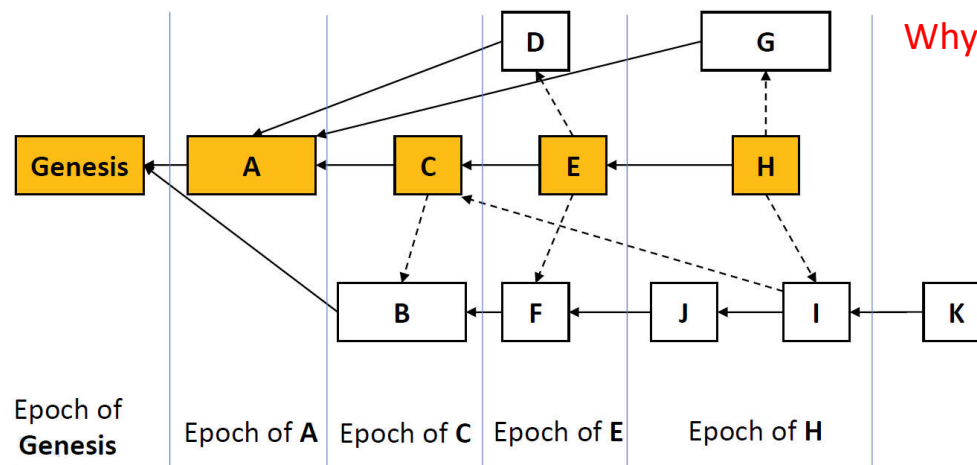 D
G
Why
Genesis
A
C
E
H
B
F
J
I
K
Epoch of
Genesis
Epoch of A
Epoch of C
Epoch of E
Epoch of H